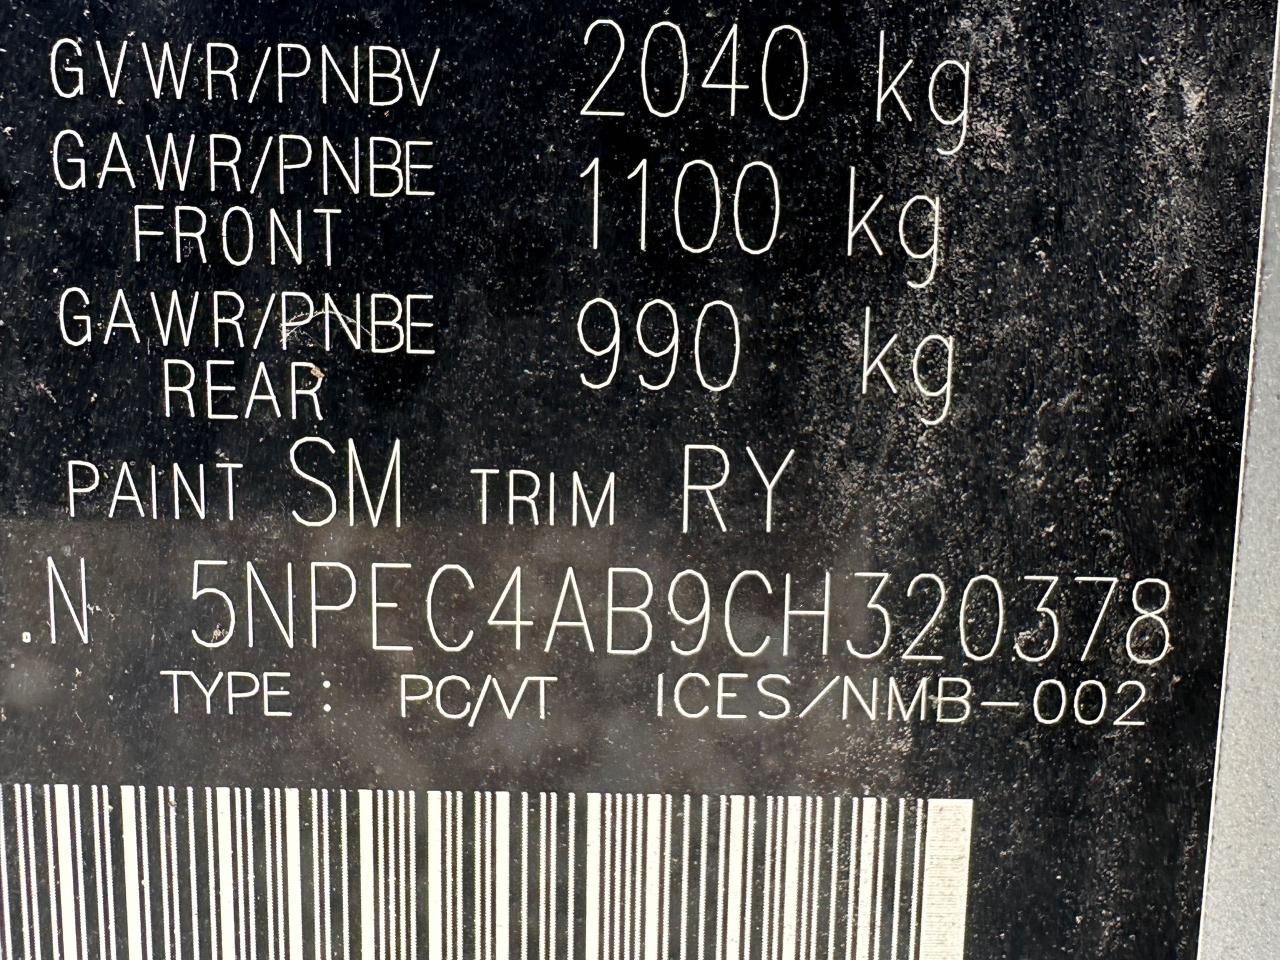 GVWR/PNBV 2040 kg
GAWR/PNBE FRONT 1100 kg
GAWR/PNBE REAR 990 kg
PAINT SM TRIM RY
.N 5NPEC4AB9CH320378
TYPE : PC/VT ICES/NMB-002